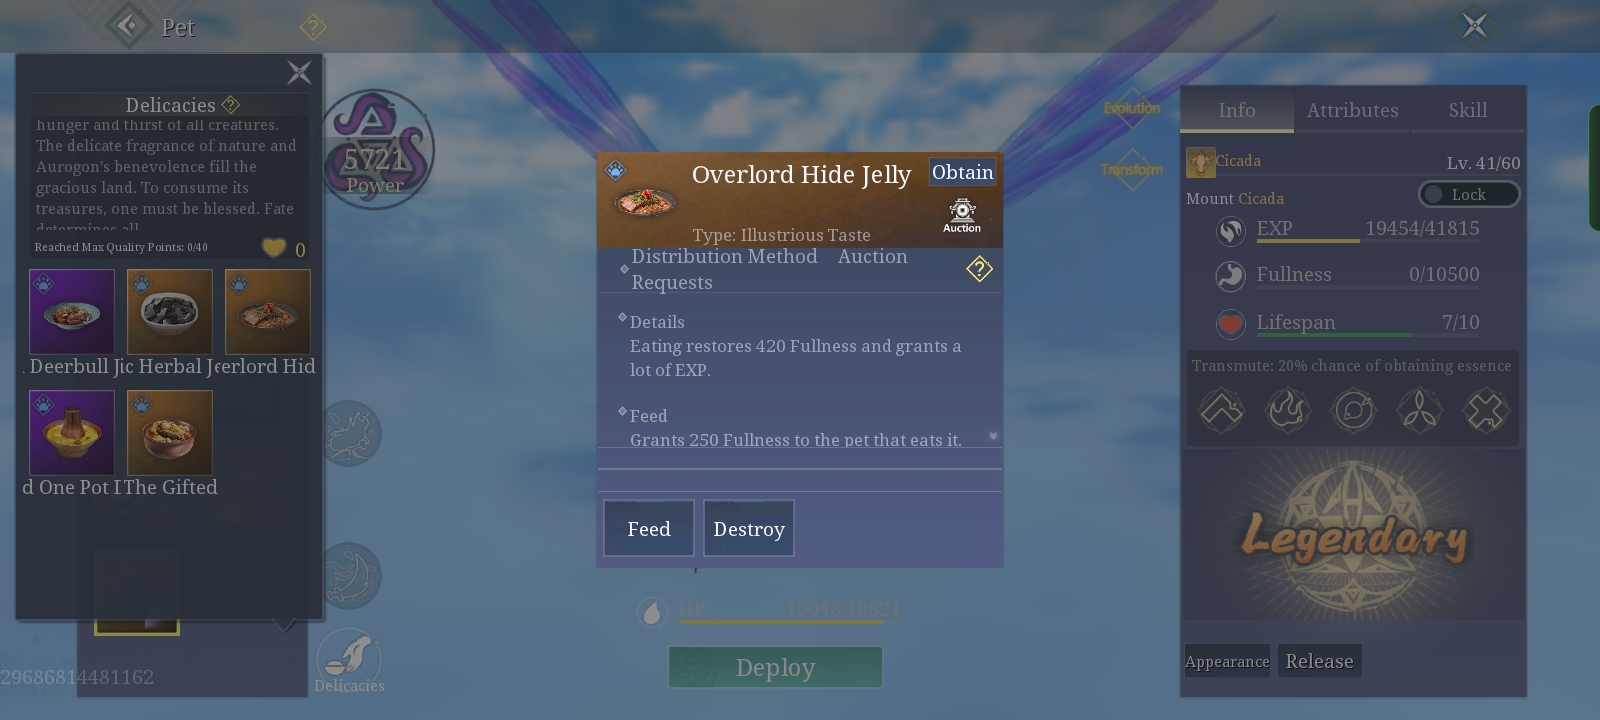 Pet
?
Delicacies ?
hunger and thirst of all creatures.
The delicate fragrance of nature and
Aurogon's benevolence fill the
gracious land. To consume its
treasures, one must be blessed. Fate
determines all.
Reached Max Quality Points: 0/40
0
Deerbull J
ic Herbal Je
erlord Hid
d One Pot I
The Gifted
29686814481162
5721
Power
Delicacies
Overlord Hide Jelly
Obtain
Auction
Type: Illustrious Taste
Distribution Method Auction
Requests
?
Details
Eating restores 420 Fullness and grants a
lot of EXP.
Feed
Grants 250 Fullness to the pet that eats it.
Feed
Destroy
HP 10046/10821
Deploy
Evolution
Transform
Info
Attributes
Skill
Cicada
Lv. 41/60
Mount Cicada
Lock
EXP 19454/41815
Fullness 0/10500
Lifespan 7/10
Transmute: 20% chance of obtaining essence
Legendary
Appearance
Release